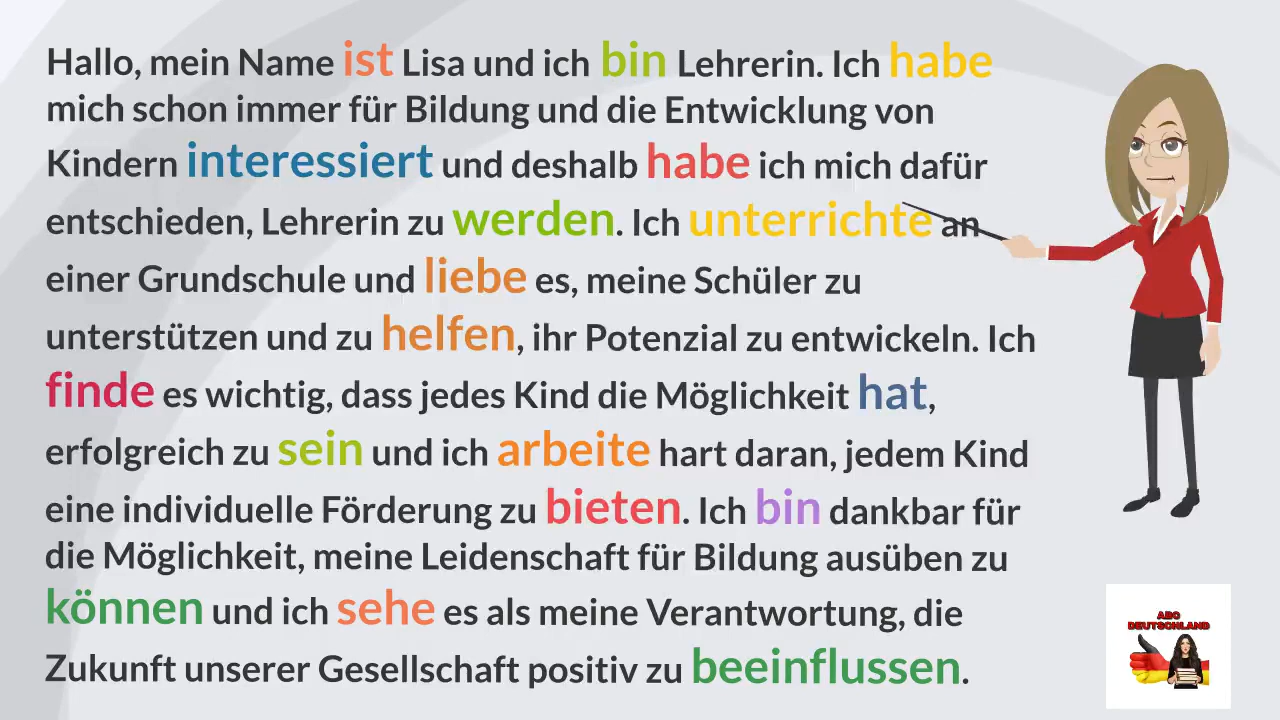 Hallo, mein Name ist Lisa und ich bin Lehrerin. Ich habe
mich schon immer für Bildung und die Entwicklung von
Kindern interessiert und deshalb habe ich mich dafür
entschieden, Lehrerin zu werden. Ich unterrichte an
einer Grundschule und liebe es, meine Schüler zu
unterstützen und zu helfen, ihr Potenzial zu entwickeln. Ich
finde es wichtig, dass jedes Kind die Möglichkeit hat,
erfolgreich zu sein und ich arbeite hart daran, jedem Kind
eine individuelle Förderung zu bieten. Ich bin dankbar für
die Möglichkeit, meine Leidenschaft für Bildung ausüben zu
können und ich sehe es als meine Verantwortung, die
Zukunft unserer Gesellschaft positiv zu beeinflussen.
ABC
DEUTSCHLAND